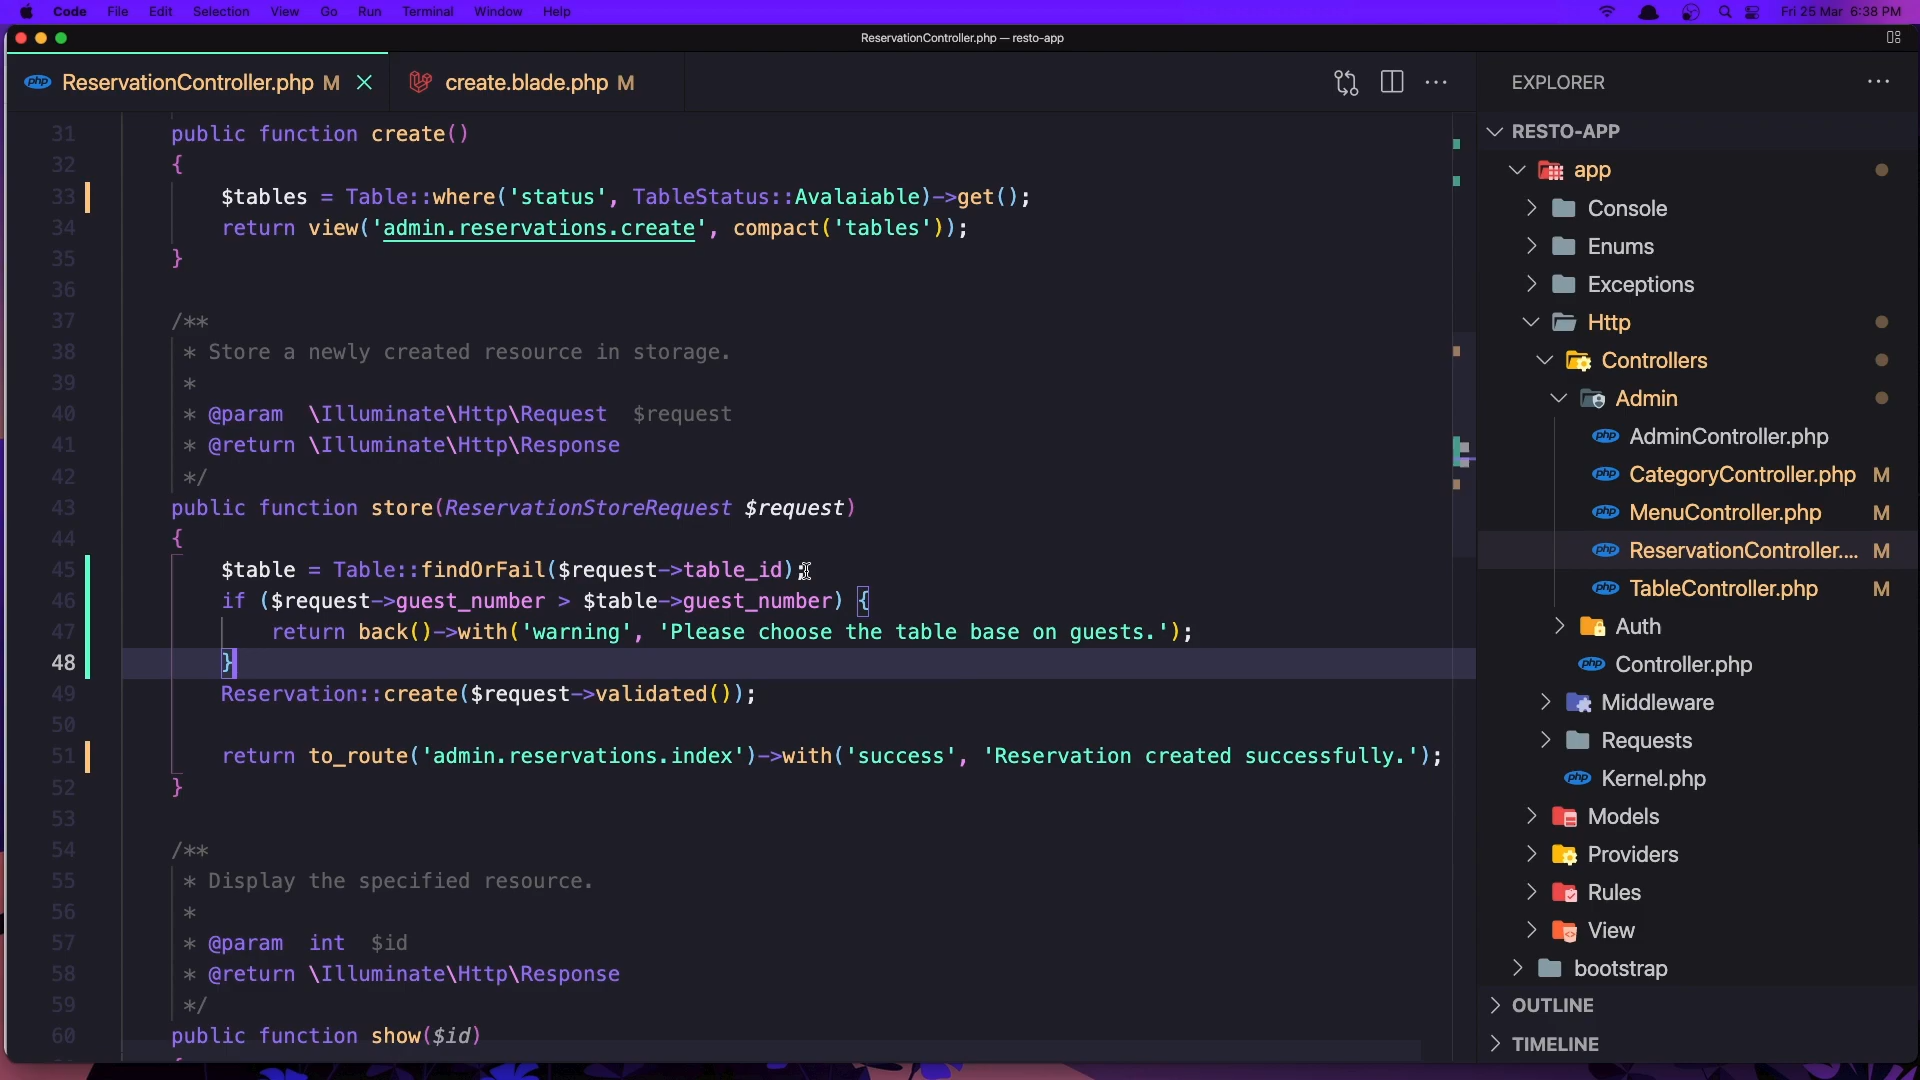 Code File Edit Selection View Go Run Terminal Window Help Fri 25 Mar 6:38 PM
ReservationController.php — resto-app
php ReservationController.php M
create.blade.php M
31 public function create()
32 {
33 $tables = Table::where('status', TableStatus::Avalaiable)->get();
34 return view('admin.reservations.create', compact('tables'));
35 }
36
37 /**
38 * Store a newly created resource in storage.
39 *
40 * @param \Illuminate\Http\Request $request
41 * @return \Illuminate\Http\Response
42 */
43 public function store(ReservationStoreRequest $request)
44 {
45 $table = Table::findOrFail($request->table_id);
46 if ($request->guest_number > $table->guest_number) {
47 return back()->with('warning', 'Please choose the table base on guests.');
48 }
49 Reservation::create($request->validated());
50
51 return to_route('admin.reservations.index')->with('success', 'Reservation created successfully.');
52 }
53
54 /**
55 * Display the specified resource.
56 *
57 * @param int $id
58 * @return \Illuminate\Http\Response
59 */
60 public function show($id)
EXPLORER
RESTO-APP
app
Console
Enums
Exceptions
Http
Controllers
Admin
php AdminController.php
php CategoryController.php M
php MenuController.php M
php ReservationController.... M
php TableController.php M
Auth
php Controller.php
Middleware
Requests
php Kernel.php
Models
Providers
Rules
View
bootstrap
OUTLINE
TIMELINE